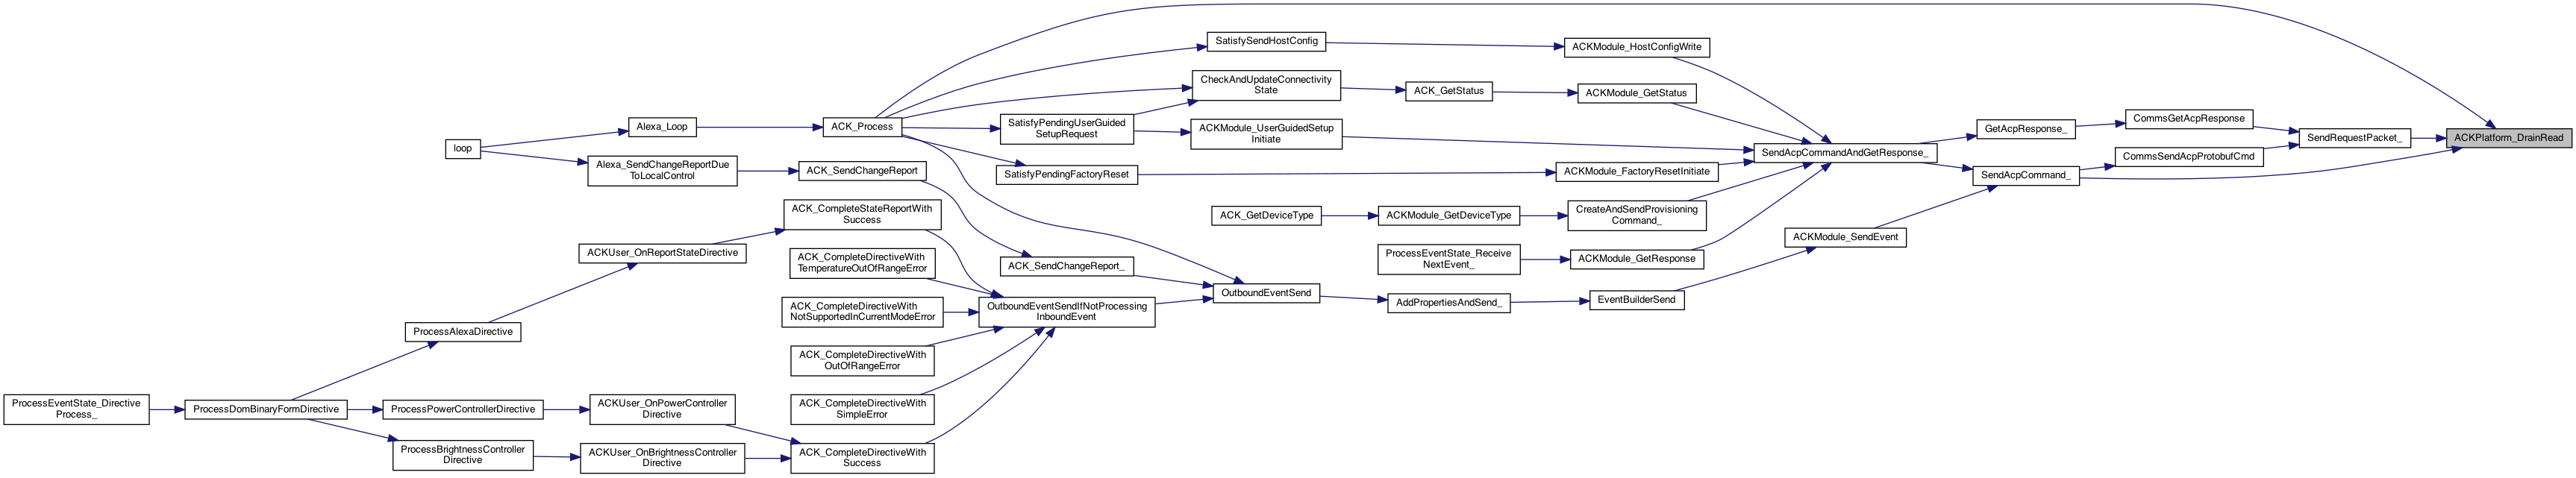 SatisfySendHostConfig
ACKModule_HostConfigWrite
CheckAndUpdateConnectivity
State
ACK_GetStatus
ACKModule_GetStatus
CommsGetAcpResponse
Alexa_Loop
ACK_Process
SatisfyPendingUserGuided
SetupRequest
ACKModule_UserGuidedSetup
Initiate
GetAcpResponse_
SendRequestPacket_
ACKPlatform_DrainRead
loop
SendAcpCommandAndGetResponse_
CommsSendAcpProtobufCmd
Alexa_SendChangeReportDue
ToLocalControl
ACK_SendChangeReport
SatisfyPendingFactoryReset
ACKModule_FactoryResetInitiate
SendAcpCommand_
ACK_CompleteStateReportWith
Success
ACK_GetDeviceType
ACKModule_GetDeviceType
CreateAndSendProvisioning
Command_
ACKModule_SendEvent
ACKUser_OnReportStateDirective
ACK_CompleteDirectiveWith
TemperatureOutOfRangeError
ACK_SendChangeReport_
ProcessEventState_Receive
NextEvent_
ACKModule_GetResponse
OutboundEventSend
AddPropertiesAndSend_
EventBuilderSend
ACK_CompleteDirectiveWith
NotSupportedInCurrentModeError
OutboundEventSendIfNotProcessing
InboundEvent
ProcessAlexaDirective
ACK_CompleteDirectiveWith
OutOfRangeError
ProcessEventState_Directive
Process_
ProcessDomBinaryFormDirective
ProcessPowerControllerDirective
ACKUser_OnPowerController
Directive
ACK_CompleteDirectiveWith
SimpleError
ProcessBrightnessController
Directive
ACKUser_OnBrightnessController
Directive
ACK_CompleteDirectiveWith
Success